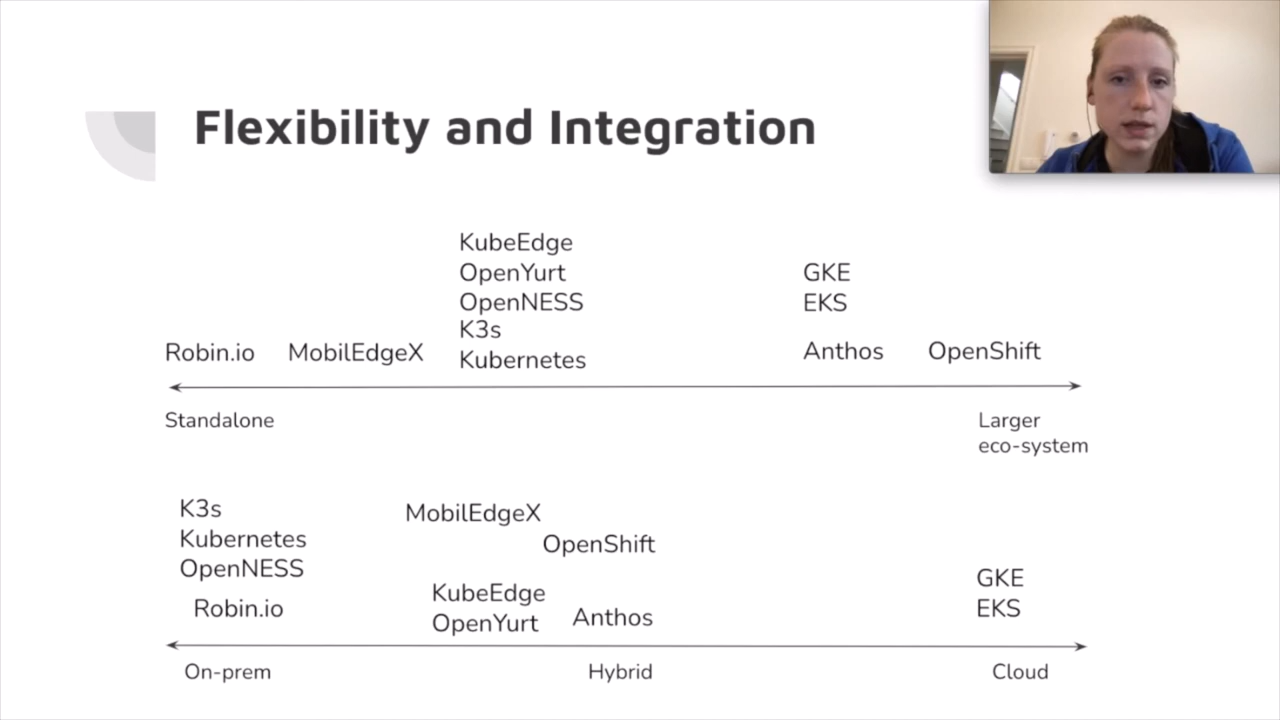 Flexibility and Integration
KubeEdge
OpenYurt
OpenNESS
K3s
Kubernetes
GKE
EKS
Robin.io
MobilEdgeX
Anthos
OpenShift
Standalone
Larger
eco-system
K3s
Kubernetes
OpenNESS
Robin.io
MobilEdgeX
OpenShift
KubeEdge
OpenYurt
Anthos
GKE
EKS
On-prem
Hybrid
Cloud